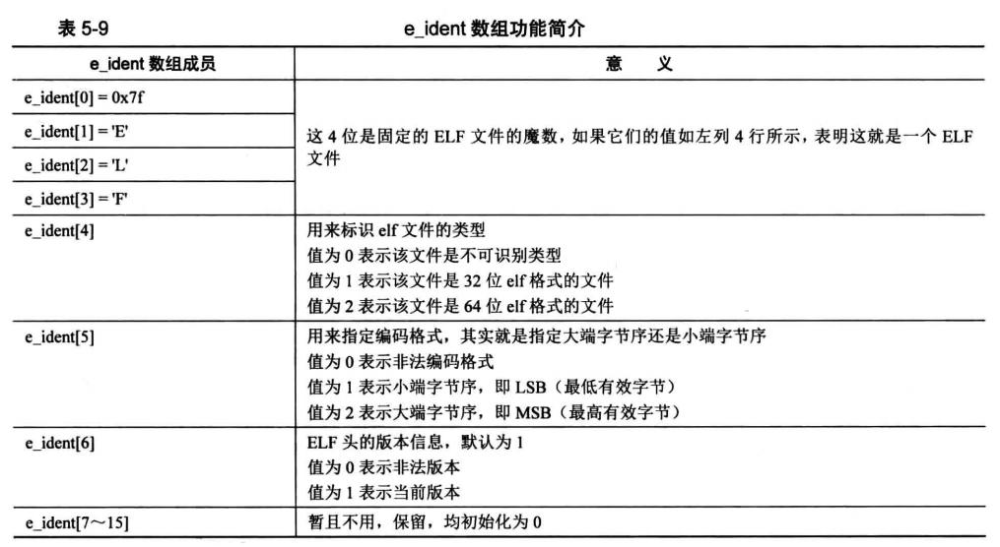 表 5-9 e_ident 数组功能简介
e_ident 数组成员 意 义
e_ident[0] = 0x7f
e_ident[1] = 'E'
e_ident[2] = 'L'
e_ident[3] = 'F'
这 4 位是固定的 ELF 文件的魔数，如果它们的值如左列 4 行所示，表明这就是一个 ELF
文件
e_ident[4] 用来标识 elf 文件的类型
值为 0 表示该文件是不可识别类型
值为 1 表示该文件是 32 位 elf 格式的文件
值为 2 表示该文件是 64 位 elf 格式的文件
e_ident[5] 用来指定编码格式，其实就是指定大端字节序还是小端字节序
值为 0 表示非法编码格式
值为 1 表示小端字节序，即 LSB（最低有效字节）
值为 2 表示大端字节序，即 MSB（最高有效字节）
e_ident[6] ELF 头的版本信息，默认为 1
值为 0 表示非法版本
值为 1 表示当前版本
e_ident[7～15] 暂且不用，保留，均初始化为 0